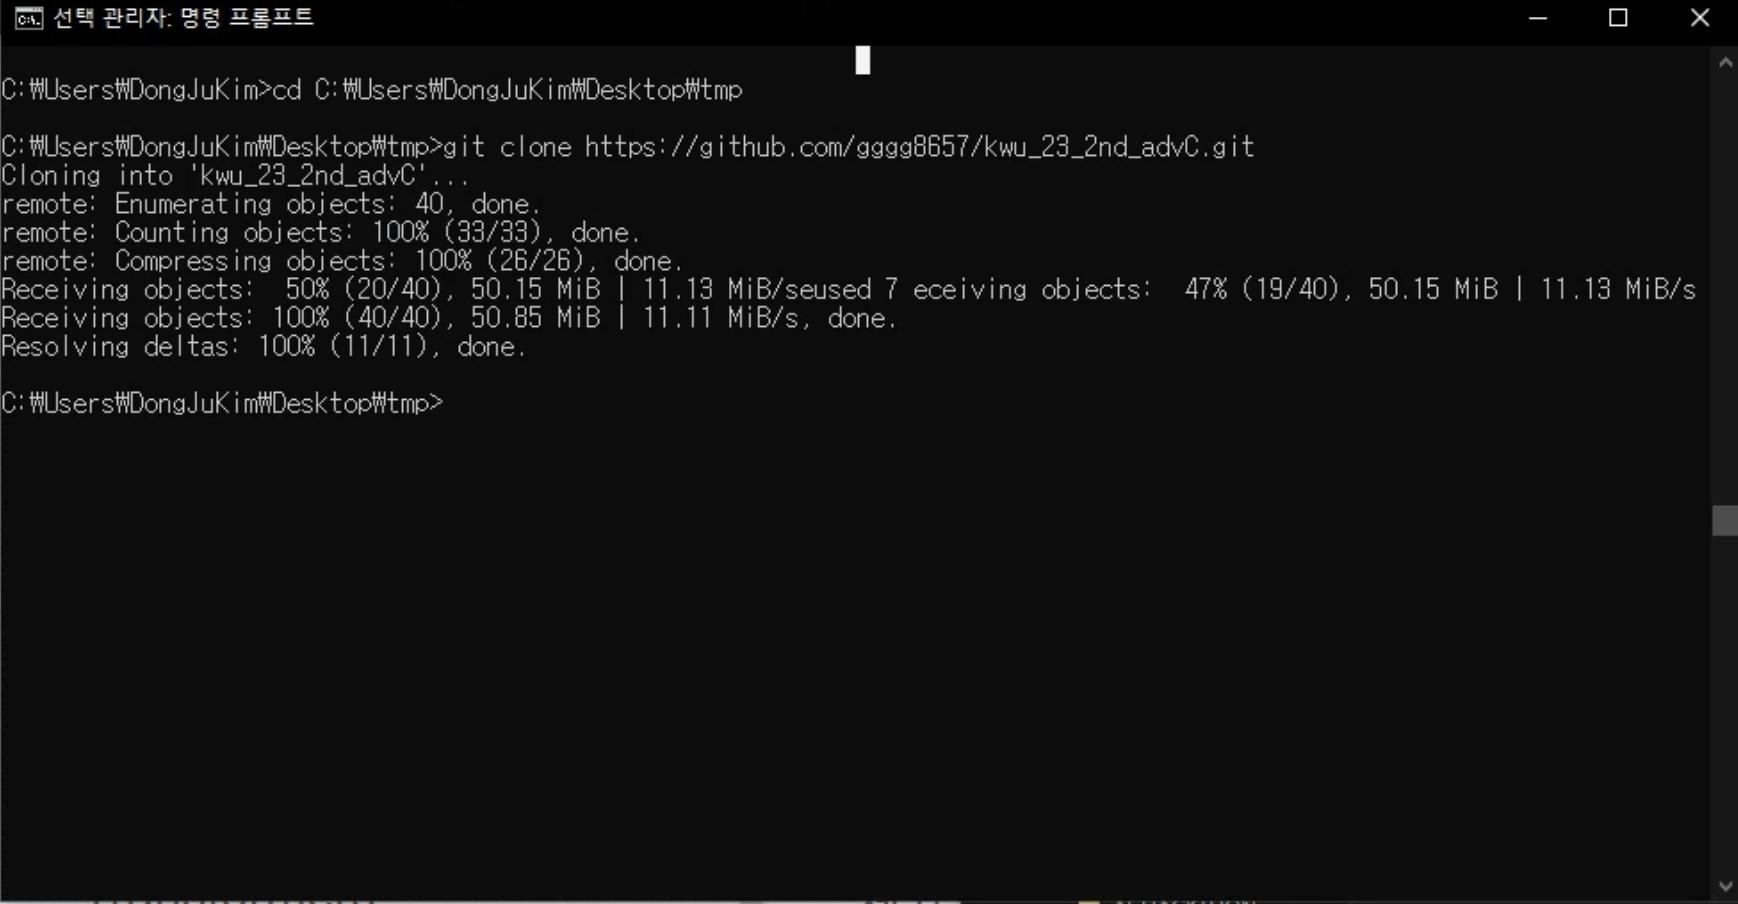 선택 관리자: 명령 프롬프트
C:₩Users₩DongJuKim>cd C:₩Users₩DongJuKim₩Desktop₩tmp
C:₩Users₩DongJuKim₩Desktop₩tmp>git clone https://github.com/gggg8657/kwu_23_2nd_advC.git
Cloning into 'kwu_23_2nd_advC'...
remote: Enumerating objects: 40, done.
remote: Counting objects: 100% (33/33), done.
remote: Compressing objects: 100% (26/26), done.
Receiving objects:  50% (20/40), 50.15 MiB | 11.13 MiB/seused 7 eceiving objects:  47% (19/40), 50.15 MiB | 11.13 MiB/s
Receiving objects: 100% (40/40), 50.85 MiB | 11.11 MiB/s, done.
Resolving deltas: 100% (11/11), done.
C:₩Users₩DongJuKim₩Desktop₩tmp>